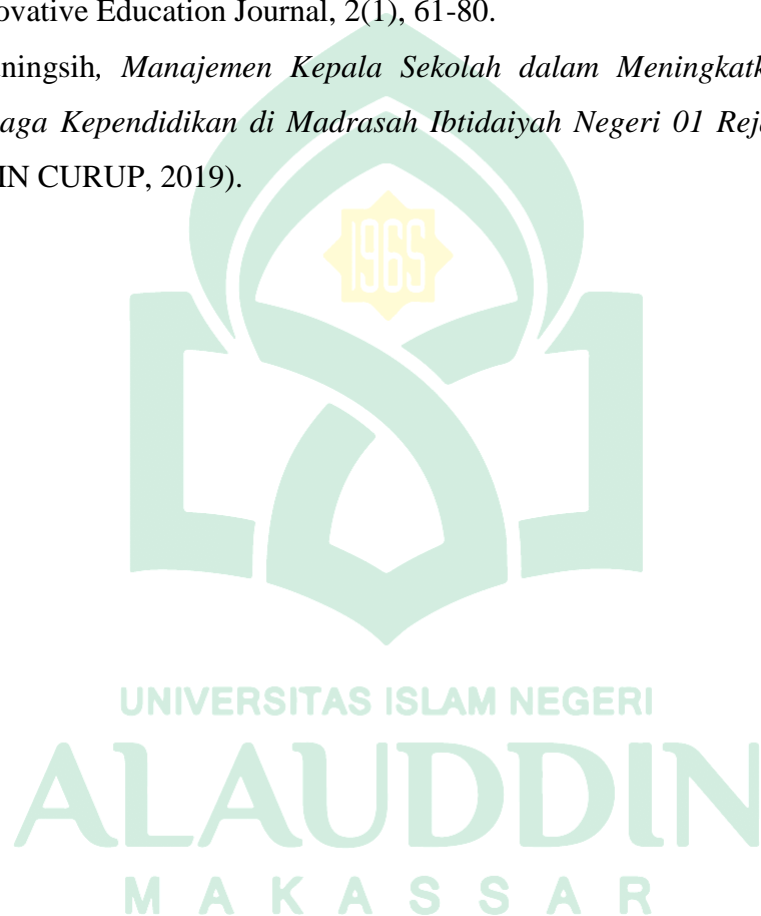 ovative Education Journal, 2(1), 61-80.
ningsih, Manajemen Kepala Sekolah dalam Meningkatk
aga Kependidikan di Madrasah Ibtidaiyah Negeri 01 Rej
IN CURUP, 2019).
1965
UNIVERSITAS ISLAM NEGERI
ALAUDDIN
MAKASSAR